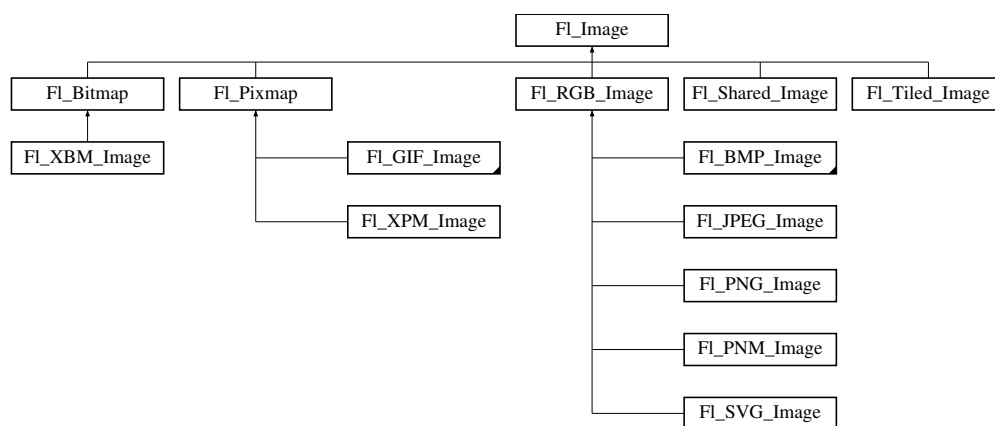 Fl_Image
Fl_Bitmap
Fl_Pixmap
Fl_RGB_Image
Fl_Shared_Image
Fl_Tiled_Image
Fl_XBM_Image
Fl_GIF_Image
Fl_BMP_Image
Fl_XPM_Image
Fl_JPEG_Image
Fl_PNG_Image
Fl_PNM_Image
Fl_SVG_Image